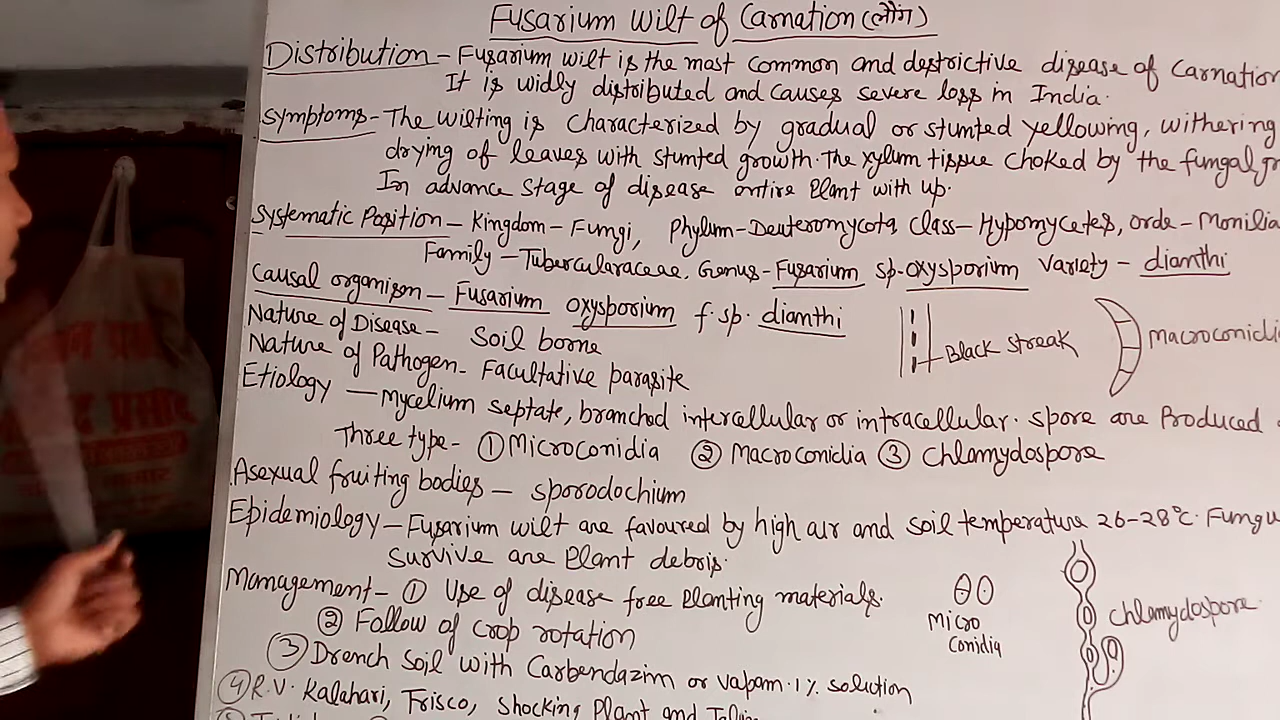 Fusarium Wilt of Carnation (लौंग)
Distribution - Fusarium wilt is the mast common and destrictive disease of Carnation
It is widly distributed and causes severe loss in India.
Symptoms - The wilting is characterized by gradual or stunted yellowing, withering
drying of leaves with stunted growth. The xylum tissue choked by the fungal
In advance stage of disease entire Plant with up.
Systematic Position - Kingdom - Fungi, Phylum - Deuteromycota, Class - Hypomycetes, Orde - Monilia
Family - Tuberculararaceae, Genus - Fusarium sp - oxysporium Variety - dianthi
Causal organism - Fusarium oxysporium f. sp. dianthi
Nature of Disease - Soil borne
Nature of Pathogen - Facultative parasite
Black streak
Macroconidi
Etiology - Mycelium septate, branched intercellular or intracellular. Spore are Produced
Three type - ① Microconidia ② Macroconidia ③ Chlamydospore
Asexual fruiting bodies - sporodochium
Epidemiology - Fusarium wilt are favoured by high air and soil temperature 26-28°C. Fungu
survive are Plant debris.
Management - ① Use of disease free planting materials.
② Follow of crop rotation
③ Drench Soil with Carbendazim or vapam. 1% solution
④ R.V. Kalahari, Frisco, Shocking Plant and
Micro
Conidia
Chlamydospore